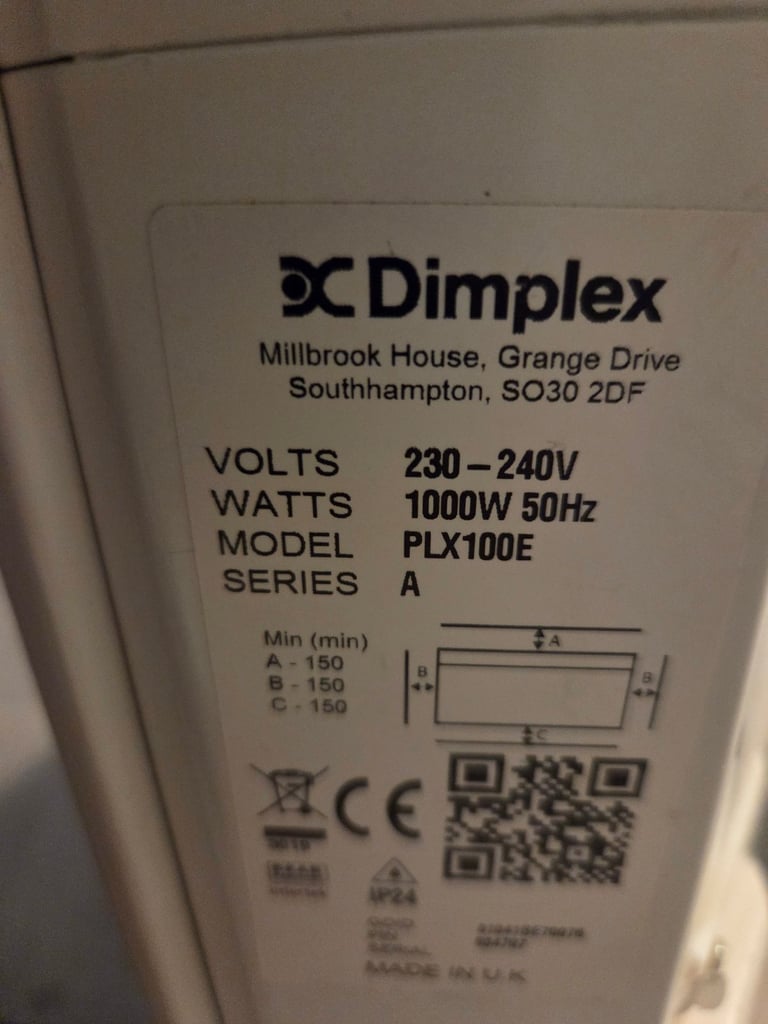 Dimplex
Millbrook House, Grange Drive
Southhampton, SO30 2DF
VOLTS 230-240V
WATTS 1000W 50Hz
MODEL PLX100E
SERIES A
Min (min)
A - 150
B - 150
C - 150
A
B B
C
CE
IP24
SERIAL
MADE IN U K